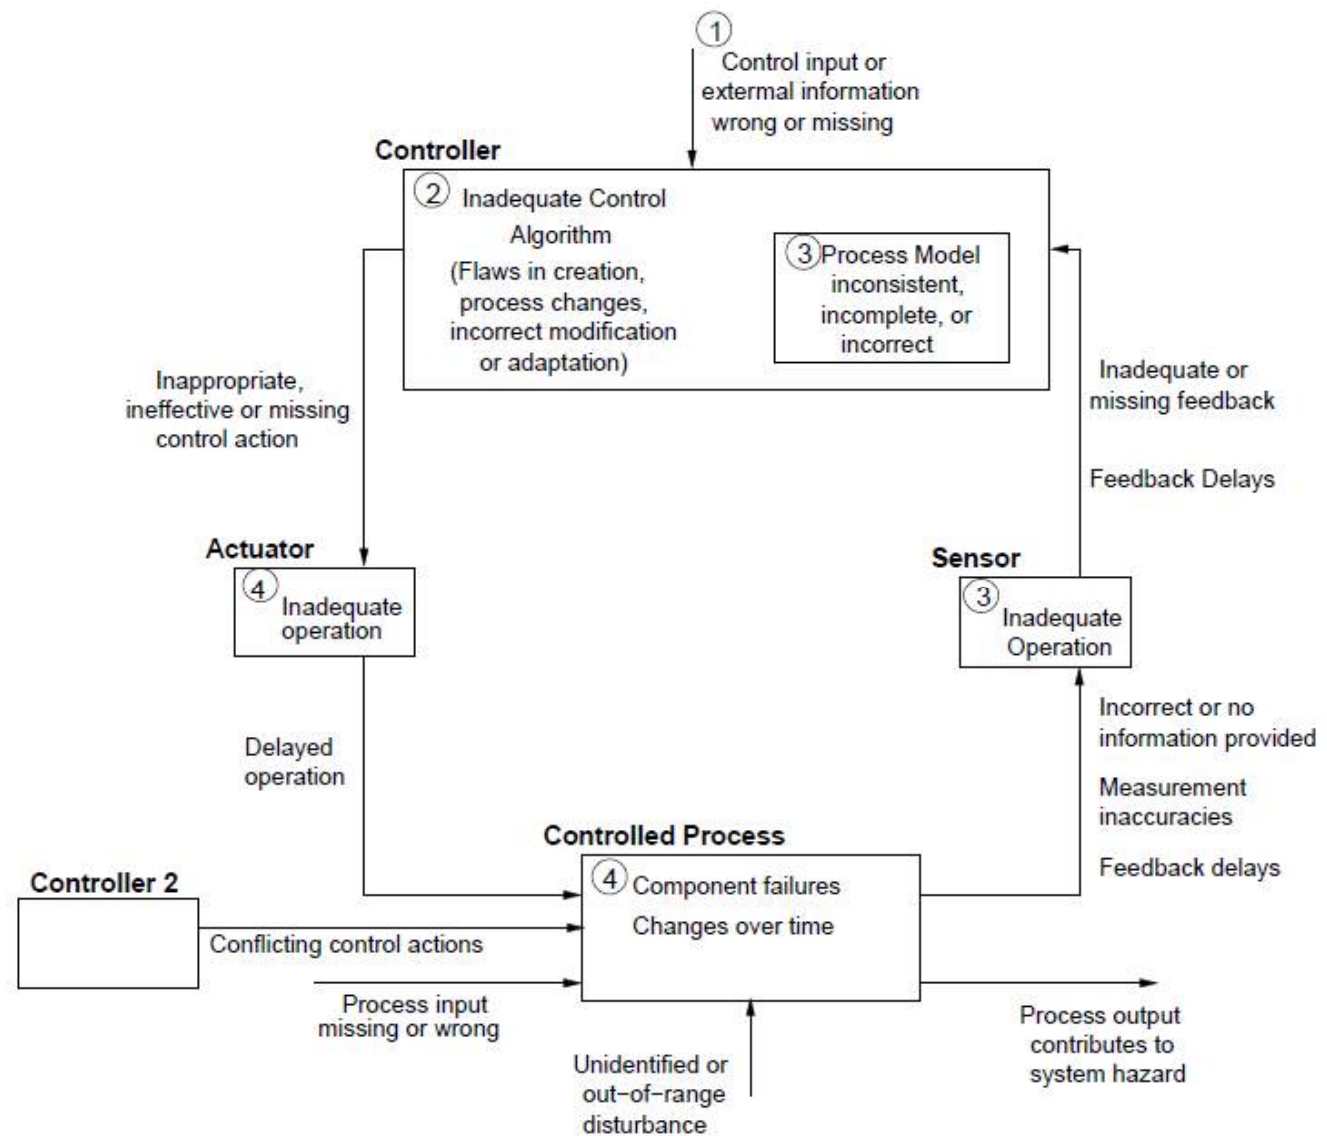 1
Control input or
extermal information
wrong or missing
Controller
2
Inadequate Control
Algorithm
(Flaws in creation,
process changes,
incorrect modification
or adaptation)
3
Process Model
inconsistent,
incomplete, or
incorrect
Inappropriate,
ineffective or missing
control action
Inadequate or
missing feedback
Feedback Delays
Actuator
4
Inadequate
operation
Sensor
3
Inadequate
Operation
Delayed
operation
Incorrect or no
information provided
Measurement
inaccuracies
Feedback delays
Controlled Process
4
Component failures
Changes over time
Controller 2
Conflicting control actions
Process input
missing or wrong
Unidentified or
out-of-range
disturbance
Process output
contributes to
system hazard